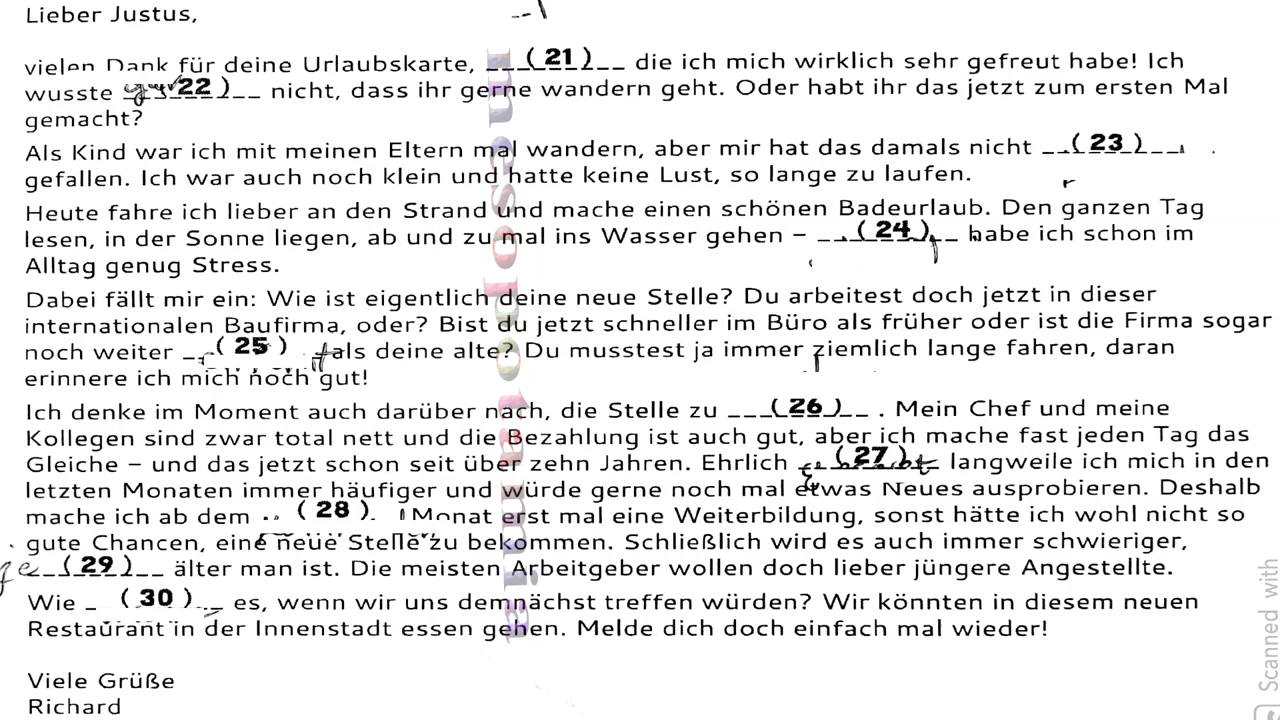 Lieber Justus,
vielen Dank für deine Urlaubskarte, __(21)__ die ich mich wirklich sehr gefreut habe! Ich
wusste __22)__ nicht, dass ihr gerne wandern geht. Oder habt ihr das jetzt zum ersten Mal
gemacht?
Als Kind war ich mit meinen Eltern mal wandern, aber mir hat das damals nicht __(23)__
gefallen. Ich war auch noch klein und hatte keine Lust, so lange zu laufen.
Heute fahre ich lieber an den Strand und mache einen schönen Badeurlaub. Den ganzen Tag
lesen, in der Sonne liegen, ab und zu mal ins Wasser gehen – __(24)__ habe ich schon im
Alltag genug Stress.
Dabei fällt mir ein: Wie ist eigentlich deine neue Stelle? Du arbeitest doch jetzt in dieser
internationalen Baufirma, oder? Bist du jetzt schneller im Büro als früher oder ist die Firma sogar
noch weiter __(25) als deine alte? Du musstest ja immer ziemlich lange fahren, daran
erinnere ich mich noch gut!
Ich denke im Moment auch darüber nach, die Stelle zu ___(26)__ . Mein Chef und meine
Kollegen sind zwar total nett und die Bezahlung ist auch gut, aber ich mache fast jeden Tag das
Gleiche – und das jetzt schon seit über zehn Jahren. Ehrlich __(27)__ langweile ich mich in den
letzten Monaten immer häufiger und würde gerne noch mal etwas Neues ausprobieren. Deshalb
mache ich ab dem (28) Monat erst mal eine Weiterbildung, sonst hätte ich wohl nicht so
gute Chancen, eine neue Stelle zu bekommen. Schließlich wird es auch immer schwieriger,
__(29)__ älter man ist. Die meisten Arbeitgeber wollen doch lieber jüngere Angestellte.
Wie _ (30) __ es, wenn wir uns demnächst treffen würden? Wir könnten in diesem neuen
Restaurant in der Innenstadt essen gehen. Melde dich doch einfach mal wieder!
Viele Grüße
Richard
Mesopotamia
Scanned with